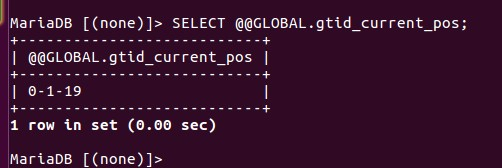 MariaDB [(none)]> SELECT @@GLOBAL.gtid_current_pos;
+---------------------------+
| @@GLOBAL.gtid_current_pos |
+---------------------------+
| 0-1-19                    |
+---------------------------+
1 row in set (0.00 sec)
MariaDB [(none)]>